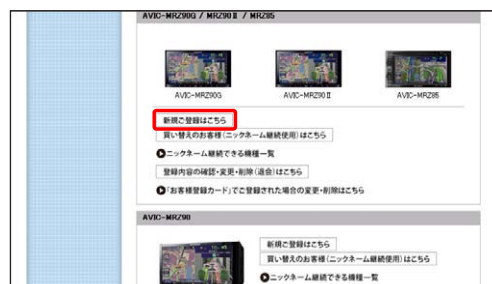 AVIC-MRZ90G / MRZ90Ⅱ / MRZ85
AVIC-MRZ90G
AVIC-MRZ90Ⅱ
AVIC-MRZ85
新規ご登録はこちら
買い替えのお客様(ニックネーム継続使用)はこちら
ニックネーム継続できる機種一覧
登録内容の確認・変更・削除(退会)はこちら
「お客様登録カード」でご登録された場合の変更・削除はこちら
AVIC-MRZ90
新規ご登録はこちら
買い替えのお客様(ニックネーム継続使用)はこちら
ニックネーム継続できる機種一覧